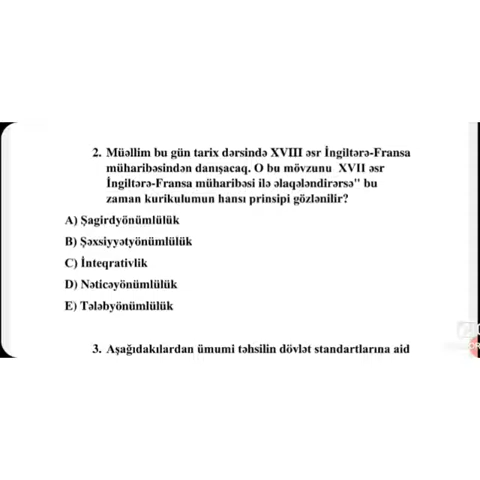 2. Müəllim bu gün tarix dərsində XVIII əsr İngiltərə-Fransa
müharibəsindən danışacaq. O bu mövzunu XVII əsr
İngiltərə-Fransa müharibəsi ilə əlaqələndirərsə" bu
zaman kurikulumun hansı prinsipi gözlənilir?
A) Şagirdyönümlülük
B) Şəxsiyyətyönümlülük
C) İnteqrativlik
D) Nəticəyönümlülük
E) Tələbyönümlülük
3. Aşağıdakılardan ümumi təhsilin dövlət standartlarına aid